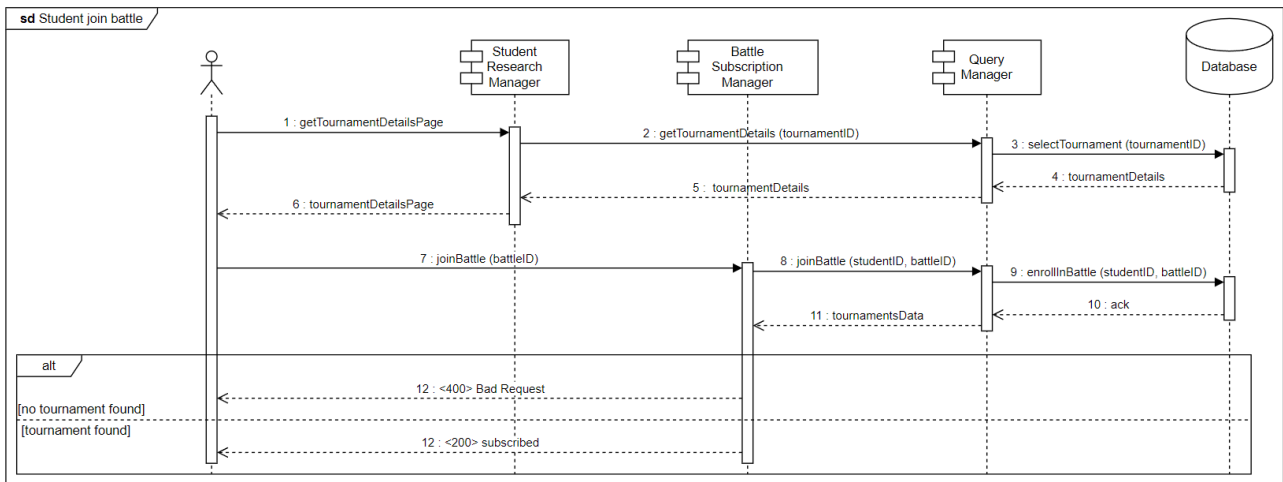 sd Student join battle
Student
Research
Manager
Battle
Subscription
Manager
Query
Manager
Database
1 : getTournamentDetailsPage
2 : getTournamentDetails (tournamentID)
3 : selectTournament (tournamentID)
4 : tournamentDetails
5 : tournamentDetails
6 : tournamentDetailsPage
7 : joinBattle (battleID)
8 : joinBattle (studentID, battleID)
9 : enrollInBattle (studentID, battleID)
10 : ack
11 : tournamentsData
alt
12 : <400> Bad Request
[no tournament found]
[tournament found]
12 : <200> subscribed